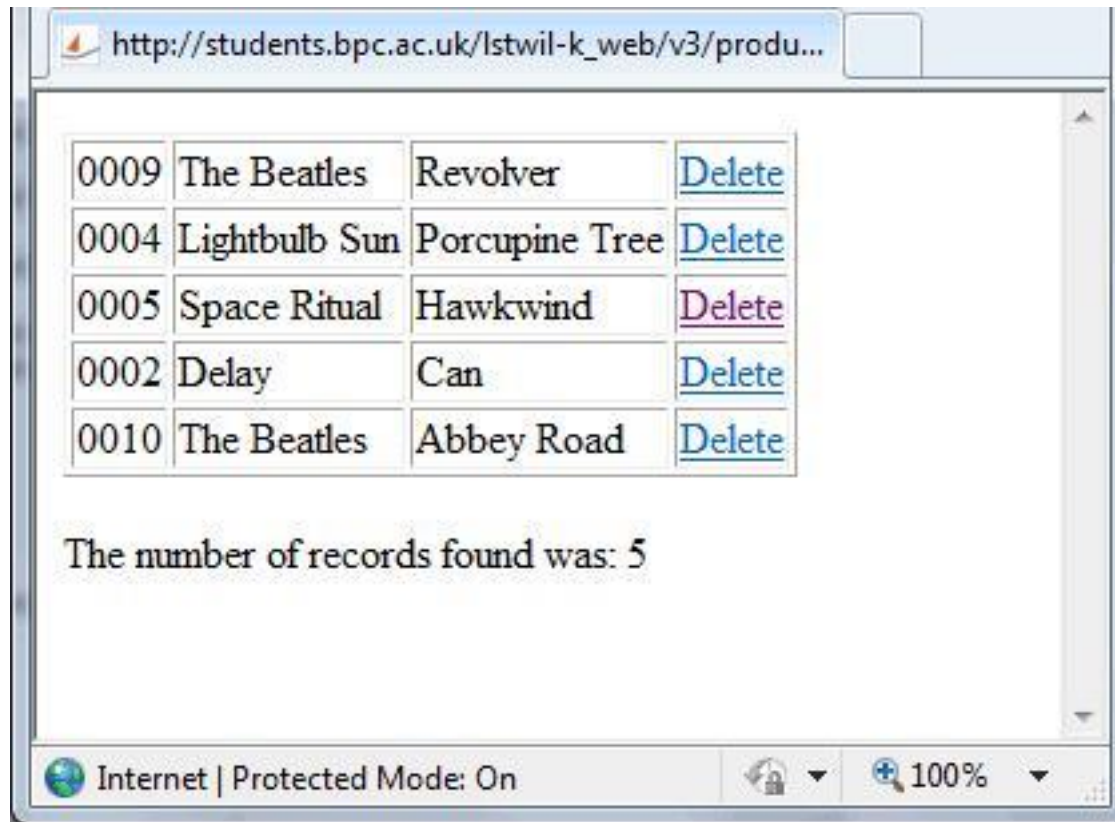 http://students.bpc.ac.uk/lstwil-k_web/v3/produ...
0009 The Beatles Revolver Delete
0004 Lightbulb Sun Porcupine Tree Delete
0005 Space Ritual Hawkwind Delete
0002 Delay Can Delete
0010 The Beatles Abbey Road Delete
The number of records found was: 5
Internet | Protected Mode: On 100%